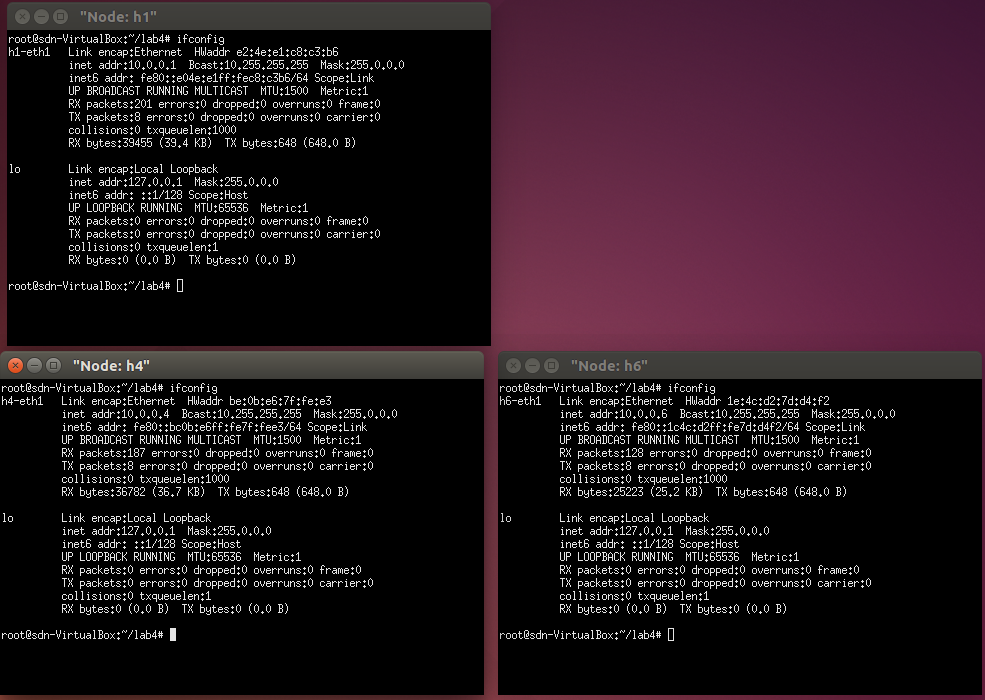 "Node: h1"
root@sdn-VirtualBox:~/lab4# ifconfig
h1-eth1   Link encap:Ethernet  HWaddr e2:4e:e1:c8:c3:b6
          inet addr:10.0.0.1  Bcast:10.255.255.255  Mask:255.0.0.0
          inet6 addr: fe80::e04e:e1ff:fec8:c3b6/64 Scope:Link
          UP BROADCAST RUNNING MULTICAST  MTU:1500  Metric:1
          RX packets:201 errors:0 dropped:0 overruns:0 frame:0
          TX packets:8 errors:0 dropped:0 overruns:0 carrier:0
          collisions:0 txqueuelen:1000
          RX bytes:39455 (39.4 KB)  TX bytes:648 (648.0 B)

lo        Link encap:Local Loopback
          inet addr:127.0.0.1  Mask:255.0.0.0
          inet6 addr: ::1/128 Scope:Host
          UP LOOPBACK RUNNING  MTU:65536  Metric:1
          RX packets:0 errors:0 dropped:0 overruns:0 frame:0
          TX packets:0 errors:0 dropped:0 overruns:0 carrier:0
          collisions:0 txqueuelen:1
          RX bytes:0 (0.0 B)  TX bytes:0 (0.0 B)

root@sdn-VirtualBox:~/lab4#
"Node: h4"
root@sdn-VirtualBox:~/lab4# ifconfig
h4-eth1   Link encap:Ethernet  HWaddr be:0b:e6:7f:fe:e3
          inet addr:10.0.0.4  Bcast:10.255.255.255  Mask:255.0.0.0
          inet6 addr: fe80::bc0b:e6ff:fe7f:fee3/64 Scope:Link
          UP BROADCAST RUNNING MULTICAST  MTU:1500  Metric:1
          RX packets:187 errors:0 dropped:0 overruns:0 frame:0
          TX packets:8 errors:0 dropped:0 overruns:0 carrier:0
          collisions:0 txqueuelen:1000
          RX bytes:36782 (36.7 KB)  TX bytes:648 (648.0 B)

lo        Link encap:Local Loopback
          inet addr:127.0.0.1  Mask:255.0.0.0
          inet6 addr: ::1/128 Scope:Host
          UP LOOPBACK RUNNING  MTU:65536  Metric:1
          RX packets:0 errors:0 dropped:0 overruns:0 frame:0
          TX packets:0 errors:0 dropped:0 overruns:0 carrier:0
          collisions:0 txqueuelen:1
          RX bytes:0 (0.0 B)  TX bytes:0 (0.0 B)

root@sdn-VirtualBox:~/lab4#
"Node: h6"
root@sdn-VirtualBox:~/lab4# ifconfig
h6-eth1   Link encap:Ethernet  HWaddr 1e:4c:d2:7d:d4:f2
          inet addr:10.0.0.6  Bcast:10.255.255.255  Mask:255.0.0.0
          inet6 addr: fe80::1c4c:d2ff:fe7d:d4f2/64 Scope:Link
          UP BROADCAST RUNNING MULTICAST  MTU:1500  Metric:1
          RX packets:128 errors:0 dropped:0 overruns:0 frame:0
          TX packets:8 errors:0 dropped:0 overruns:0 carrier:0
          collisions:0 txqueuelen:1000
          RX bytes:25223 (25.2 KB)  TX bytes:648 (648.0 B)

lo        Link encap:Local Loopback
          inet addr:127.0.0.1  Mask:255.0.0.0
          inet6 addr: ::1/128 Scope:Host
          UP LOOPBACK RUNNING  MTU:65536  Metric:1
          RX packets:0 errors:0 dropped:0 overruns:0 frame:0
          TX packets:0 errors:0 dropped:0 overruns:0 carrier:0
          collisions:0 txqueuelen:1
          RX bytes:0 (0.0 B)  TX bytes:0 (0.0 B)

root@sdn-VirtualBox:~/lab4#